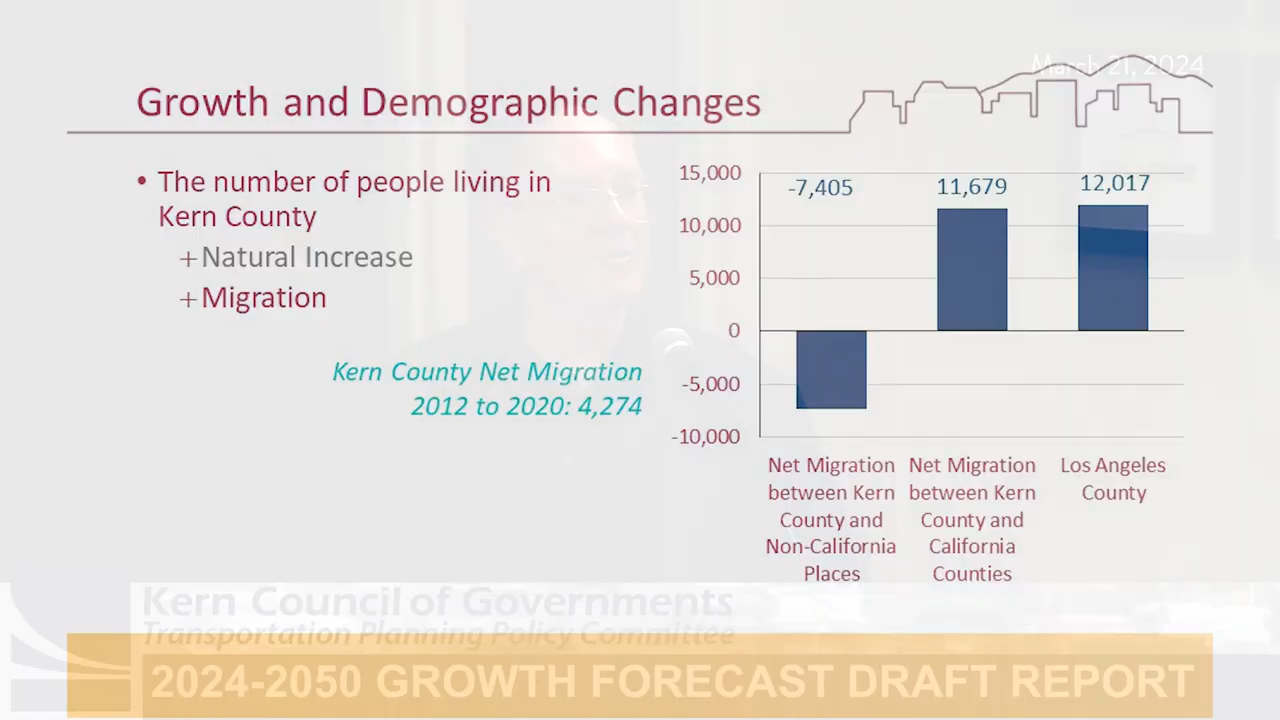 March 21, 2024
Growth and Demographic Changes
• The number of people living in
Kern County
+Natural Increase
+Migration
Kern County Net Migration
2012 to 2020: 4,274
15,000
10,000
5,000
0
-5,000
-10,000
-7,405
11,679
12,017
Net Migration
between Kern
County and
Non-California
Places
Net Migration
between Kern
County and
California
Counties
Los Angeles
County
Kern Council of Governments
Transportation Planning Policy Committee
2024-2050 GROWTH FORECAST DRAFT REPORT